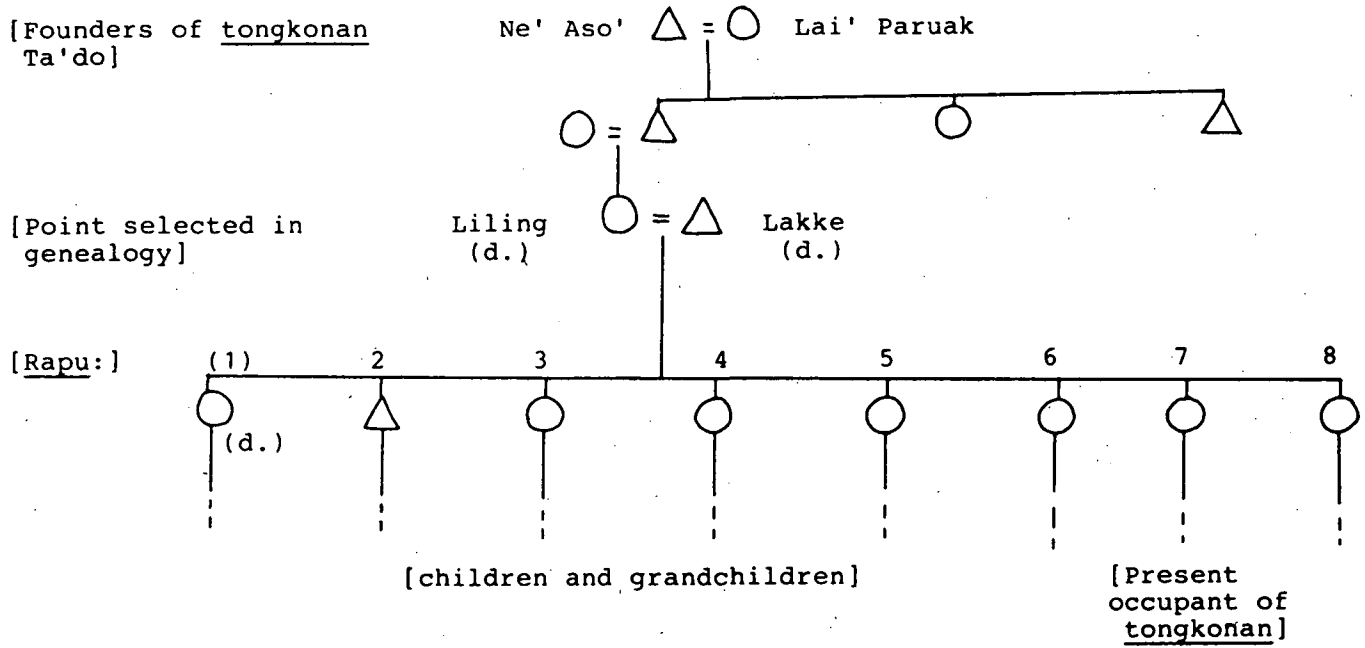 [Founders of tongkonan
Ta'do]
Ne' Aso' = Lai' Paruak
=
[Point selected in
genealogy]
Liling
(d.)
=
Lakke
(d.)
[Rapu:] (1) 2 3 4 5 6 7 8
(d.)
[children and grandchildren]
[Present
occupant of
tongkonan]